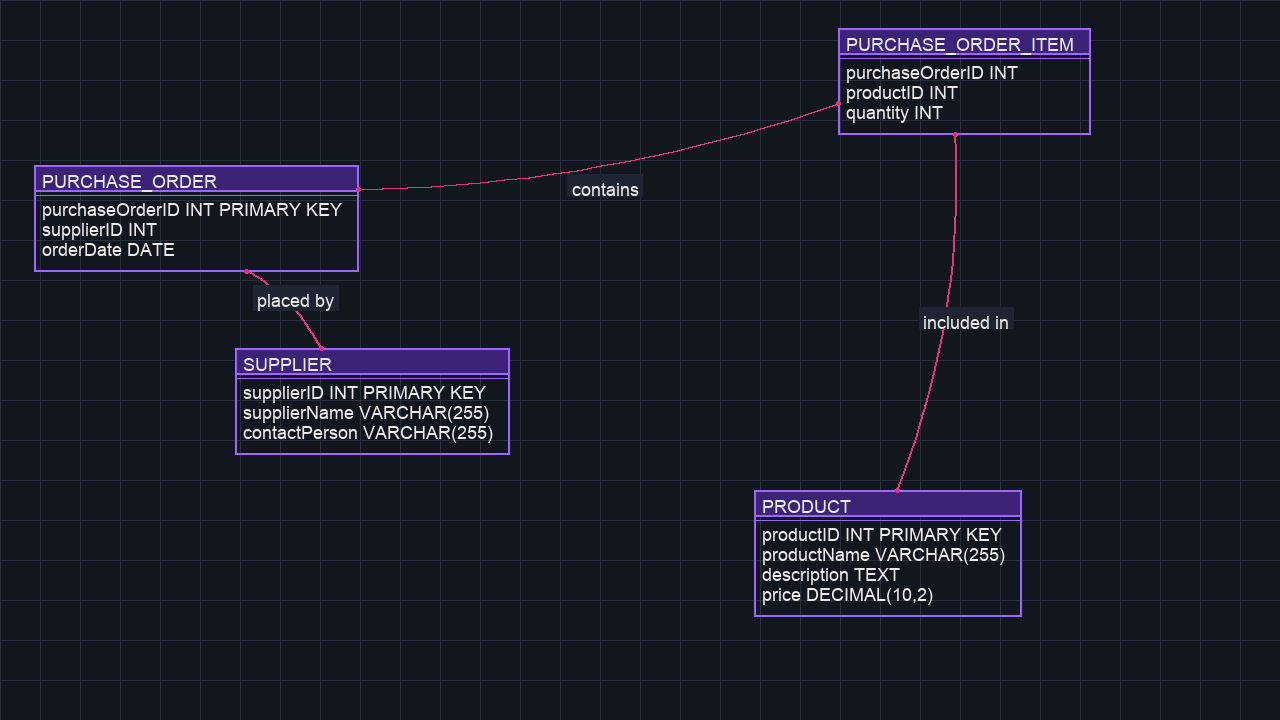 PURCHASE_ORDER_ITEM
purchaseOrderID INT
productID INT
quantity INT
contains
PURCHASE_ORDER
purchaseOrderID INT PRIMARY KEY
supplierID INT
orderDate DATE
placed by
included in
SUPPLIER
supplierID INT PRIMARY KEY
supplierName VARCHAR(255)
contactPerson VARCHAR(255)
PRODUCT
productID INT PRIMARY KEY
productName VARCHAR(255)
description TEXT
price DECIMAL(10,2)